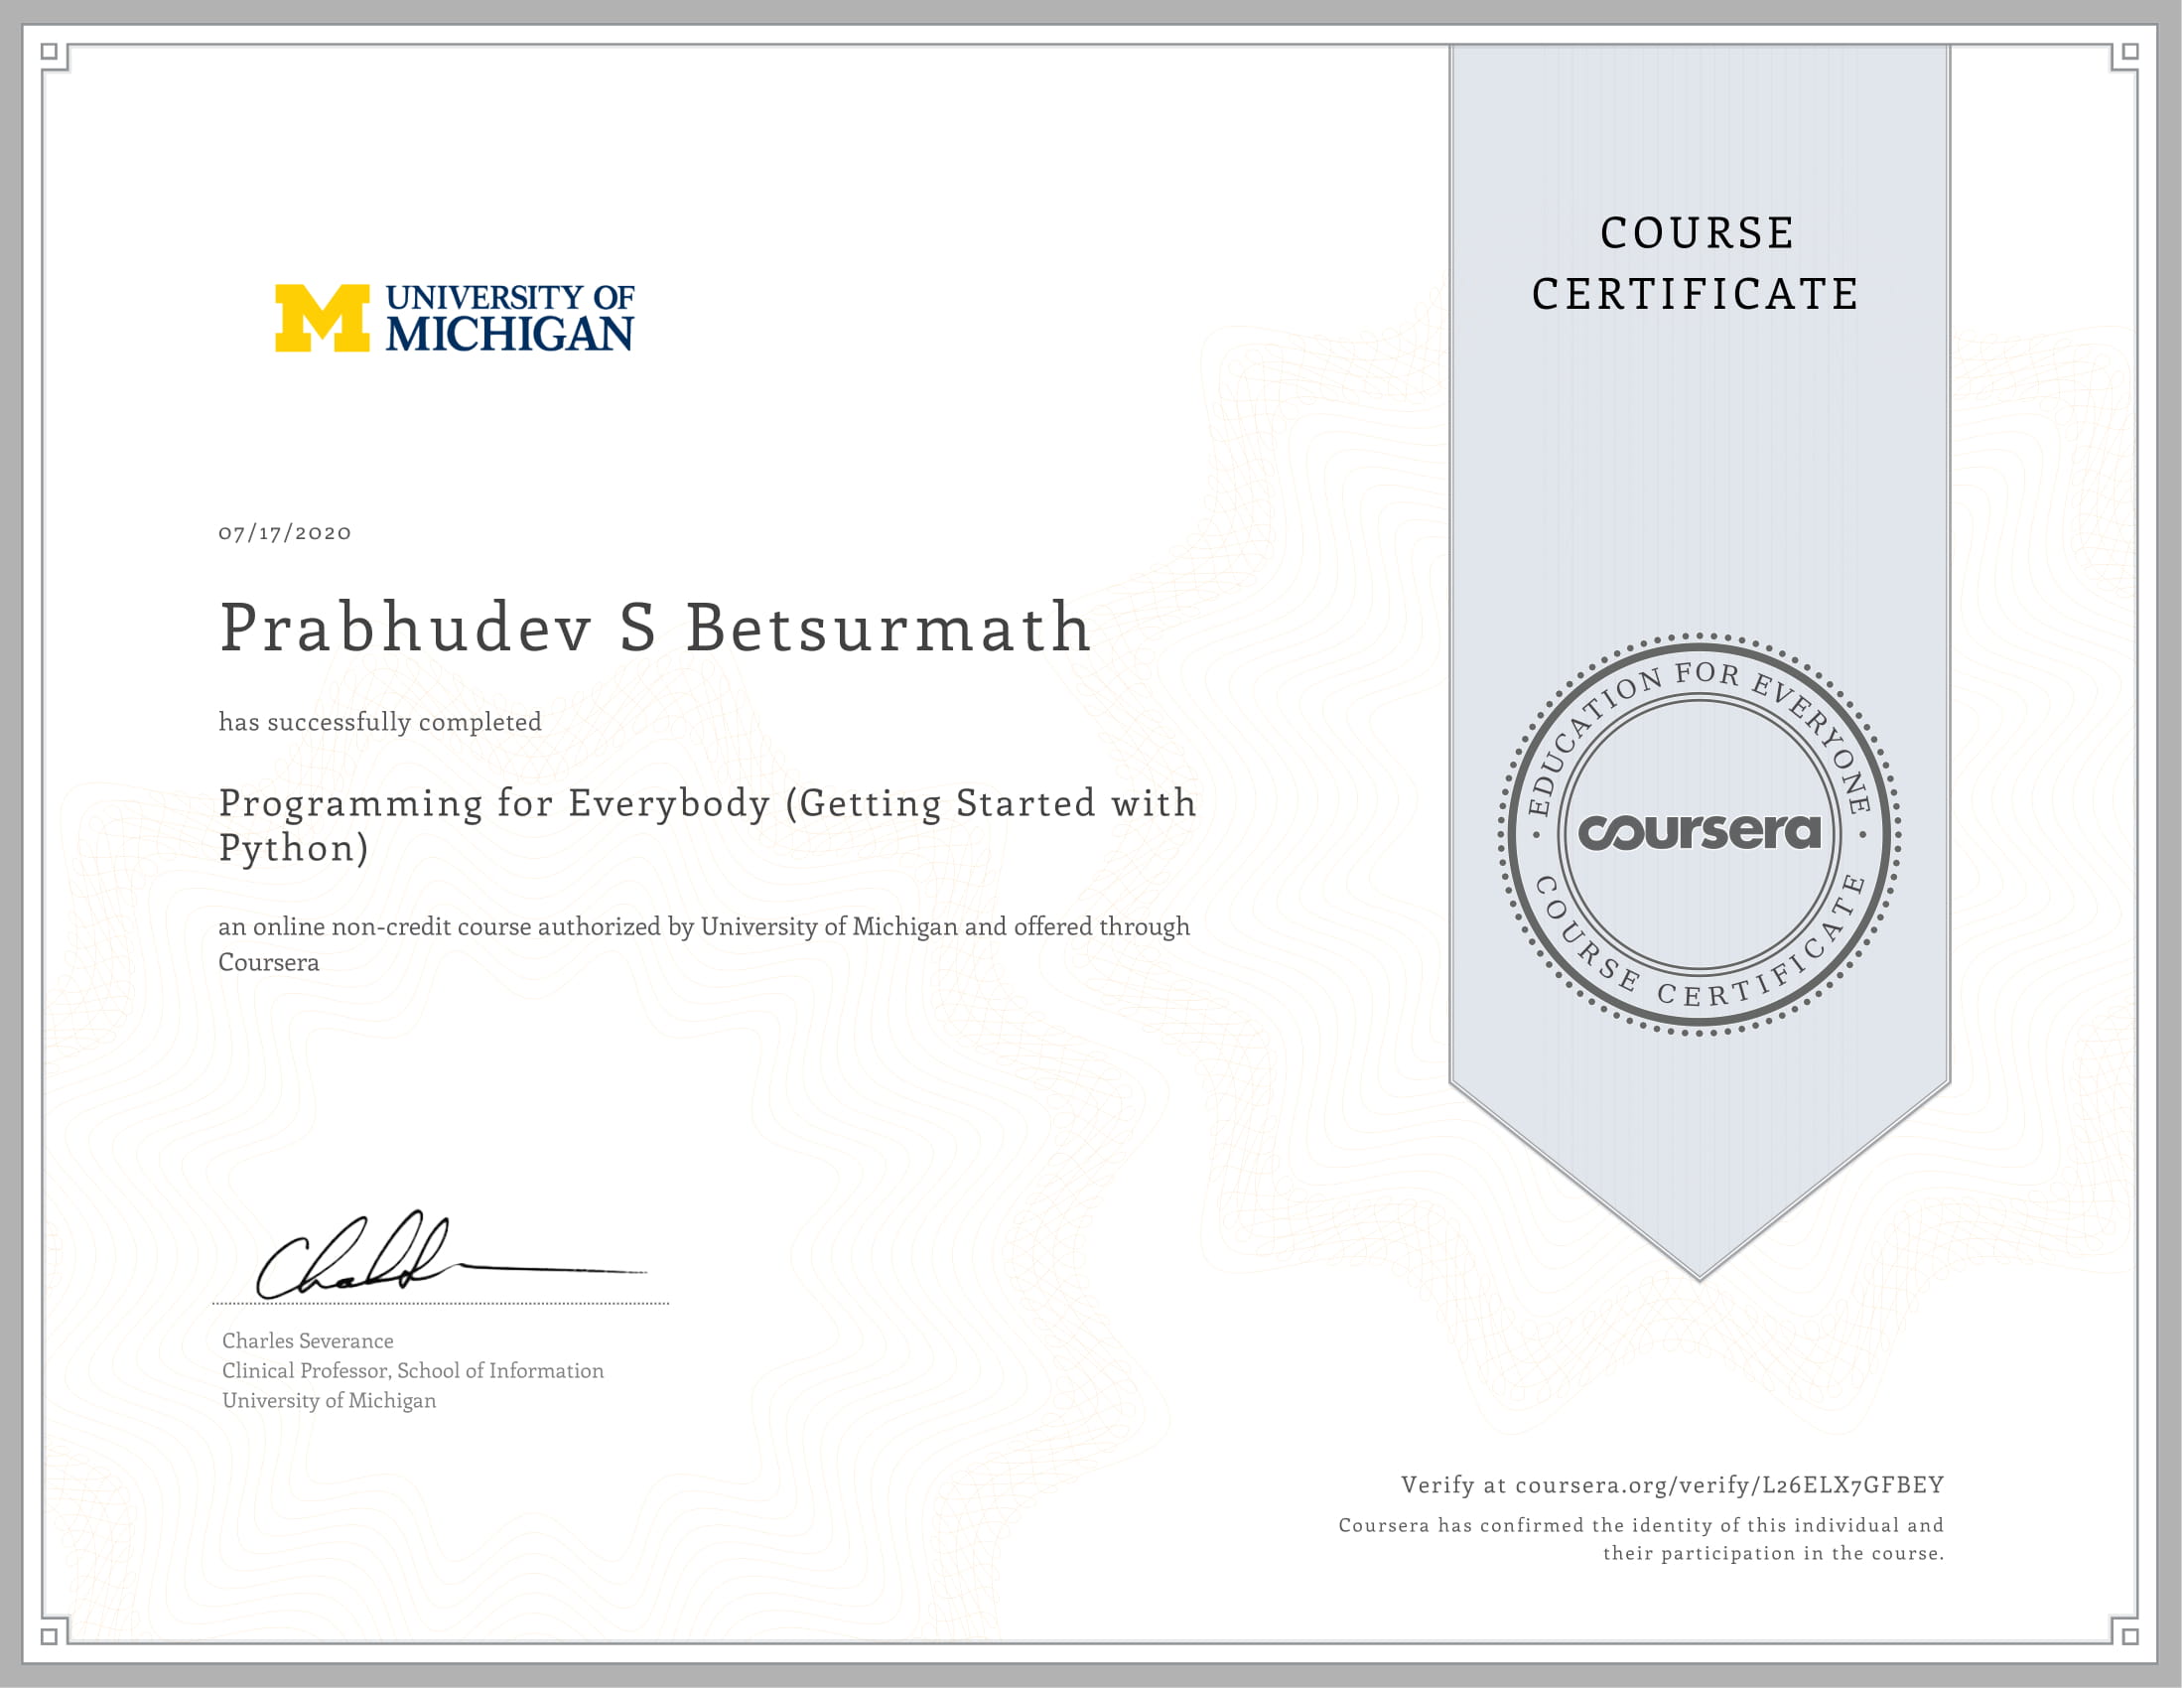 UNIVERSITY OF
MICHIGAN
07/17/2020
Prabhudev S Betsurmath
has successfully completed
Programming for Everybody (Getting Started with
Python)
an online non-credit course authorized by University of Michigan and offered through
Coursera
Charles Severance
Clinical Professor, School of Information
University of Michigan
COURSE
CERTIFICATE
EDUCATION FOR EVERYONE
coursera
COURSE CERTIFICATE
Verify at coursera.org/verify/L26ELX7GFBEY
Coursera has confirmed the identity of this individual and
their participation in the course.